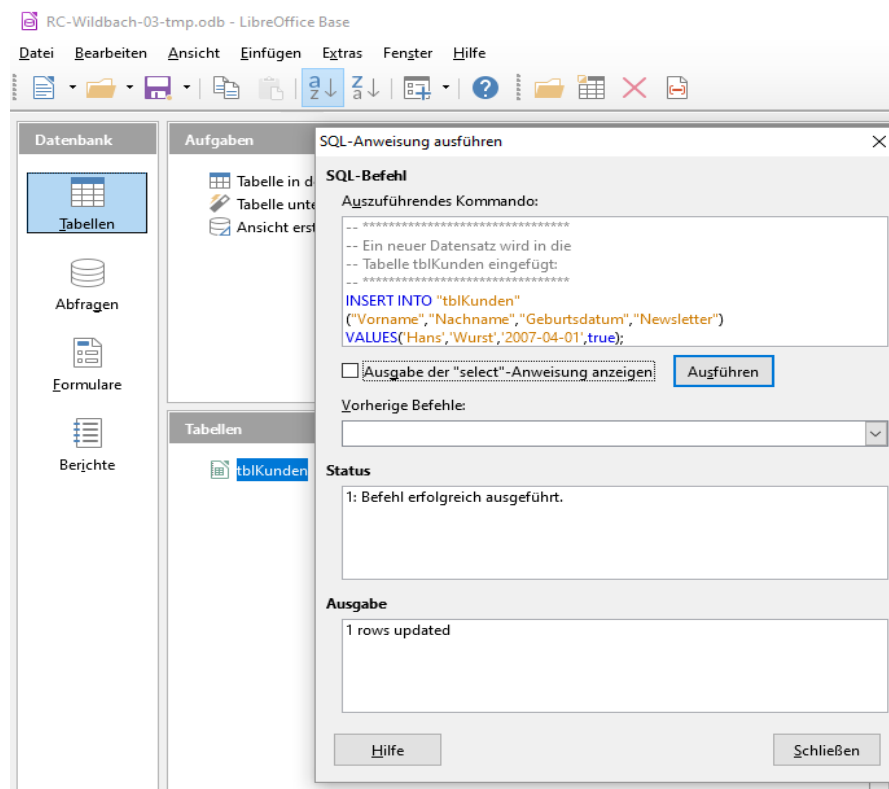 RC-Wildbach-03-tmp.odb - LibreOffice Base
Datei Bearbeiten Ansicht Einfügen Extras Fenster Hilfe
Datenbank
Tabellen
Abfragen
Formulare
Berichte
Aufgaben
Tabelle in d
Tabelle unte
Ansicht erst
Tabellen
tblKunden
SQL-Anweisung ausführen
SQL-Befehl
Auszuführendes Kommando:
-- ********************************
-- Ein neuer Datensatz wird in die
-- Tabelle tblKunden eingefügt:
-- ********************************
INSERT INTO "tblKunden"
("Vorname","Nachname","Geburtsdatum","Newsletter")
VALUES('Hans','Wurst','2007-04-01',true);
Ausgabe der "select"-Anweisung anzeigen
Ausführen
Vorherige Befehle:
Status
1: Befehl erfolgreich ausgeführt.
Ausgabe
1 rows updated
Hilfe
Schließen